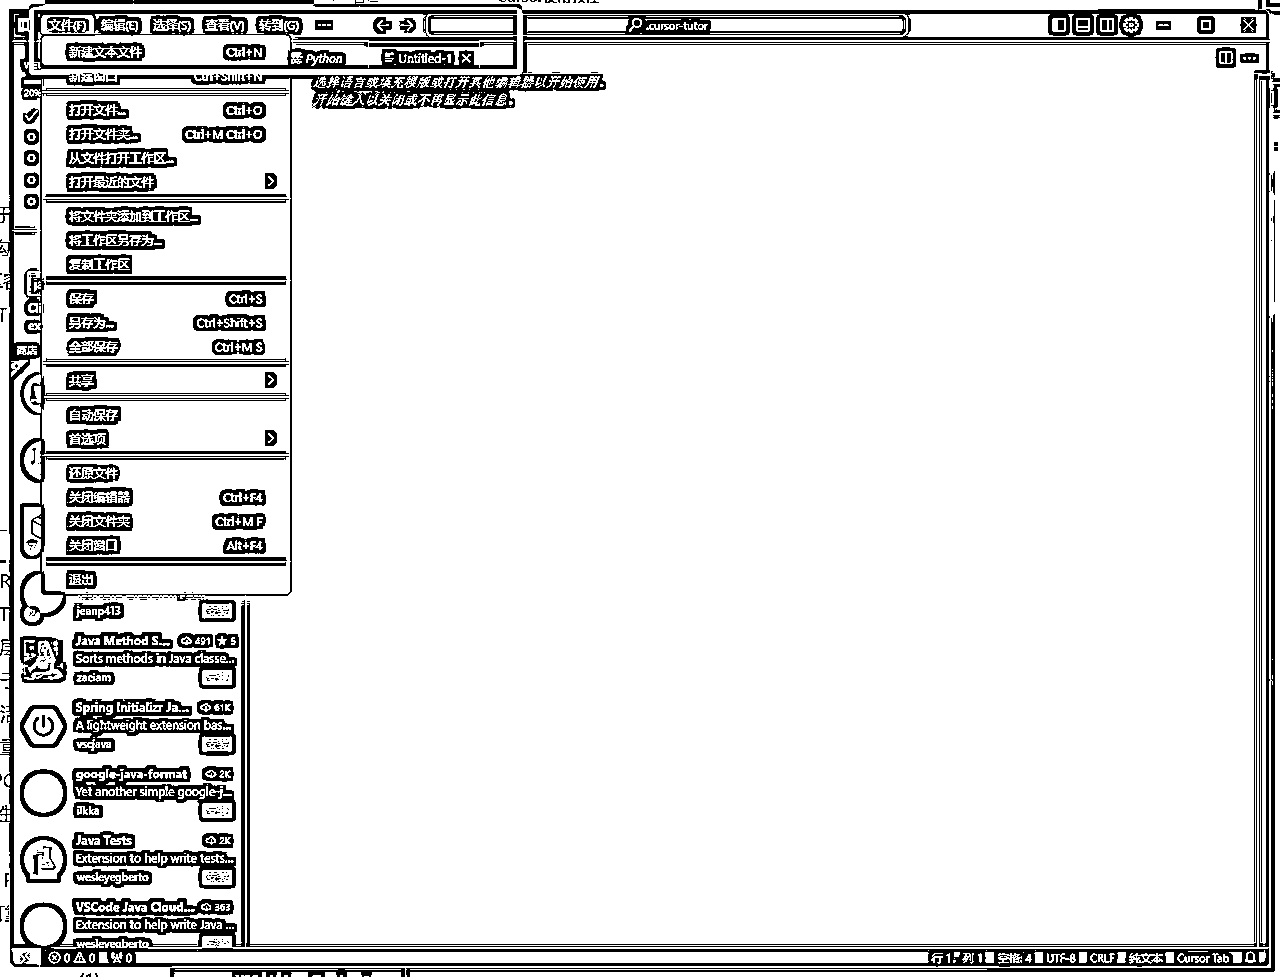 文件(F) 编辑(E) 选择(S) 查看(V) 转到(G) ... .cursor-tutor
新建文本文件 Ctrl+N
Python Untitled-1
新建窗口 Ctrl+Shift+N
选择语言或填充模版或打开其他编辑器以开始使用。
开始键入以关闭或不再显示此信息。
20%
打开文件... Ctrl+O
打开文件夹... Ctrl+M Ctrl+O
从文件打开工作区...
打开最近的文件
将文件夹添加到工作区...
将工作区另存为...
复制工作区
保存 Ctrl+S
另存为... Ctrl+Shift+S
全部保存 Ctrl+M S
商店
共享
自动保存
首选项
还原文件
关闭编辑器 Ctrl+F4
关闭文件夹 Ctrl+M F
关闭窗口 Alt+F4
退出
jeanp413
Java Method S... 491 5
Sorts methods in Java classe...
zaciam
Spring Initializr Ja... 61K
A lightweight extension bas...
vscjava
google-java-format 2K
Yet another simple google-j...
ilkka
Java Tests 2K
Extension to help write tests...
wesleyegberto
VSCode Java Cloud... 363
Extension to help write Java ...
wesleyegberto
0 0 0 行 1, 列 1 空格: 4 UTF-8 CRLF 纯文本 Cursor Tab
(1)